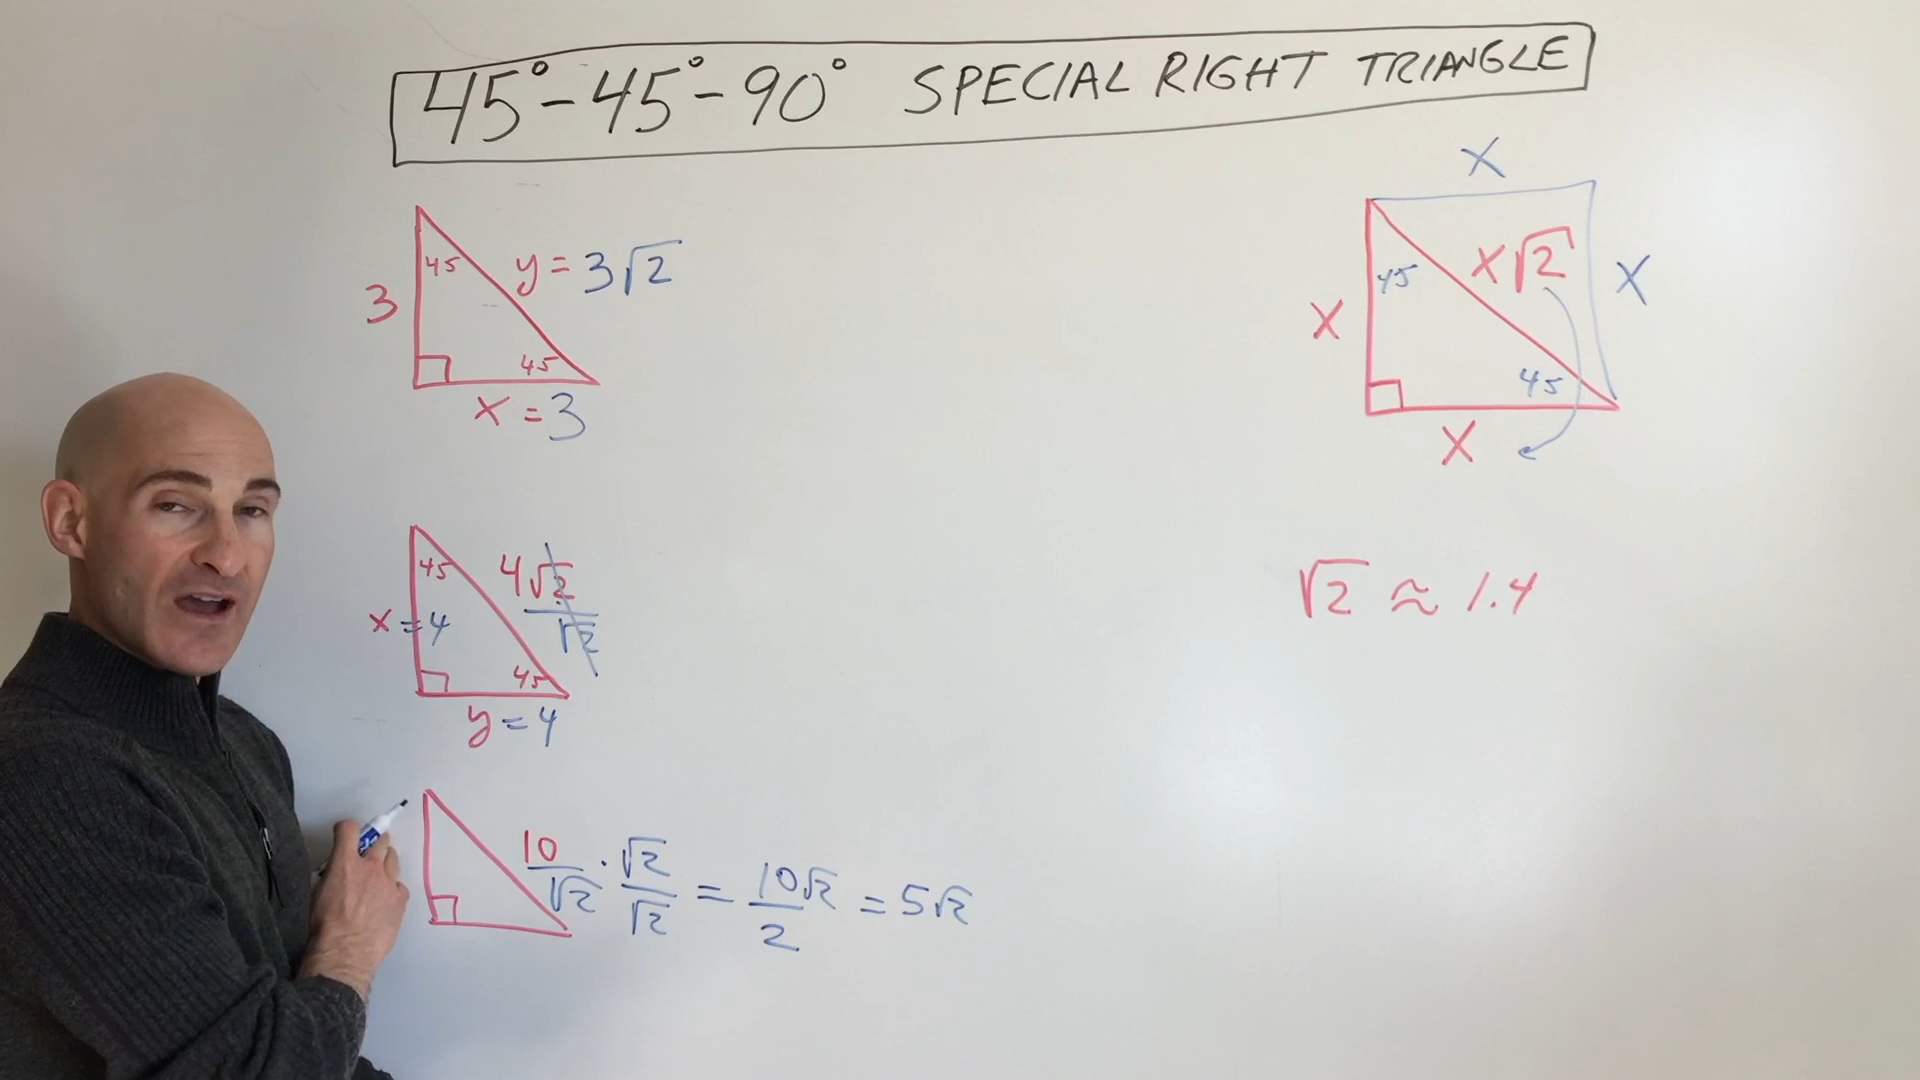 45°-45°-90° SPECIAL RIGHT TRIANGLE
3
45
y = 3√2
45
x = 3
x
x
45
x√2
x
45
x
45
4√2/√2
x = 4
45
y = 4
√2 ≈ 1.4
10/√2 · √2/√2 = 10√2/2 = 5√2